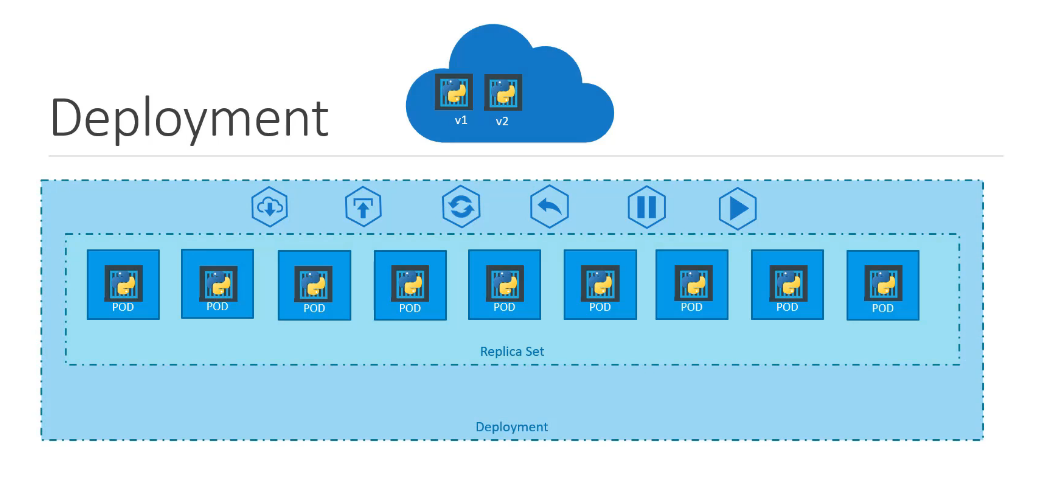 Deployment
v1 v2
POD POD POD POD POD POD POD POD POD
Replica Set
Deployment